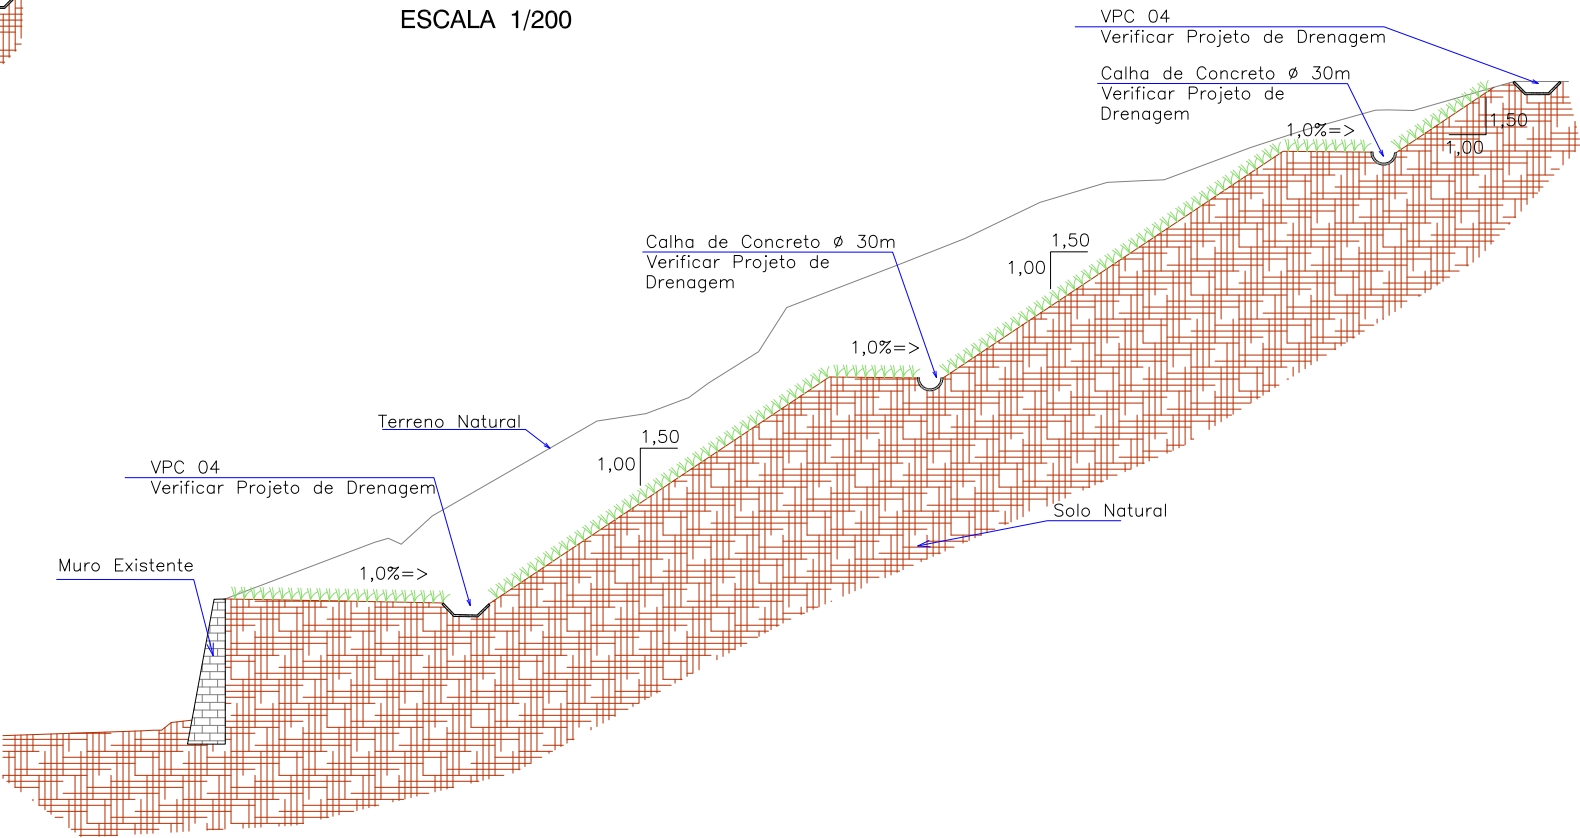 ESCALA 1/200
VPC 04
Verificar Projeto de Drenagem
Calha de Concreto ø 30m
Verificar Projeto de
Drenagem
1,0%=>
1,50
1,00
Calha de Concreto ø 30m
Verificar Projeto de
Drenagem
1,50
1,00
1,0%=>
Terreno Natural
1,50
1,00
VPC 04
Verificar Projeto de Drenagem
Solo Natural
Muro Existente
1,0%=>